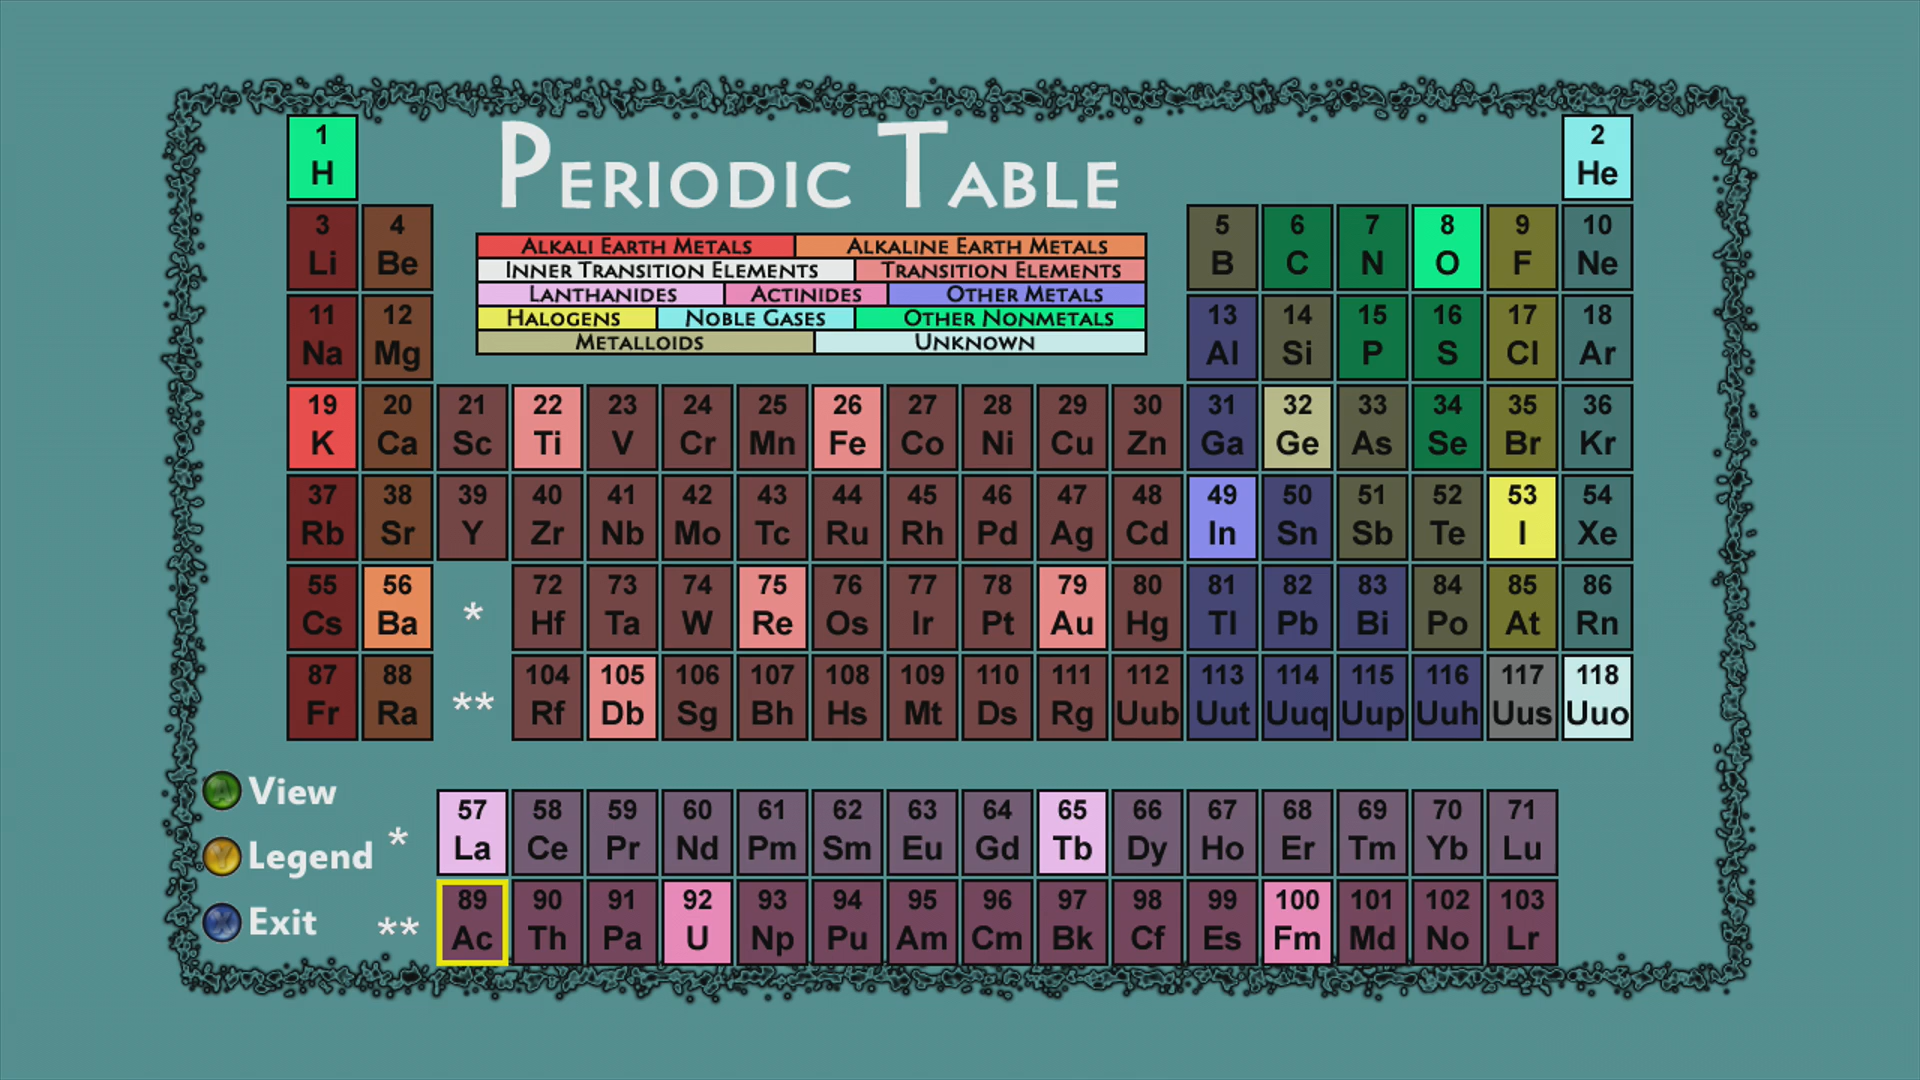 1 2
H PERIODIC TABLE He
3 4 5 6 7 8 9 10
Li Be B C N O F Ne
ALKALI EARTH METALS ALKALINE EARTH METALS
INNER TRANSITION ELEMENTS TRANSITION ELEMENTS
LANTHANIDES ACTINIDES OTHER METALS
HALOGENS NOBLE GASES OTHER NONMETALS
METALLOIDS UNKNOWN
11 12 13 14 15 16 17 18
Na Mg Al Si P S Cl Ar
19 20 21 22 23 24 25 26 27 28 29 30 31 32 33 34 35 36
K Ca Sc Ti V Cr Mn Fe Co Ni Cu Zn Ga Ge As Se Br Kr
37 38 39 40 41 42 43 44 45 46 47 48 49 50 51 52 53 54
Rb Sr Y Zr Nb Mo Tc Ru Rh Pd Ag Cd In Sn Sb Te I Xe
55 56 * 72 73 74 75 76 77 78 79 80 81 82 83 84 85 86
Cs Ba Hf Ta W Re Os Ir Pt Au Hg Tl Pb Bi Po At Rn
87 88 ** 104 105 106 107 108 109 110 111 112 113 114 115 116 117 118
Fr Ra Rf Db Sg Bh Hs Mt Ds Rg Uub Uut Uuq Uup Uuh Uus Uuo
A View
Y Legend
X Exit
* 57 58 59 60 61 62 63 64 65 66 67 68 69 70 71
La Ce Pr Nd Pm Sm Eu Gd Tb Dy Ho Er Tm Yb Lu
** 89 90 91 92 93 94 95 96 97 98 99 100 101 102 103
Ac Th Pa U Np Pu Am Cm Bk Cf Es Fm Md No Lr